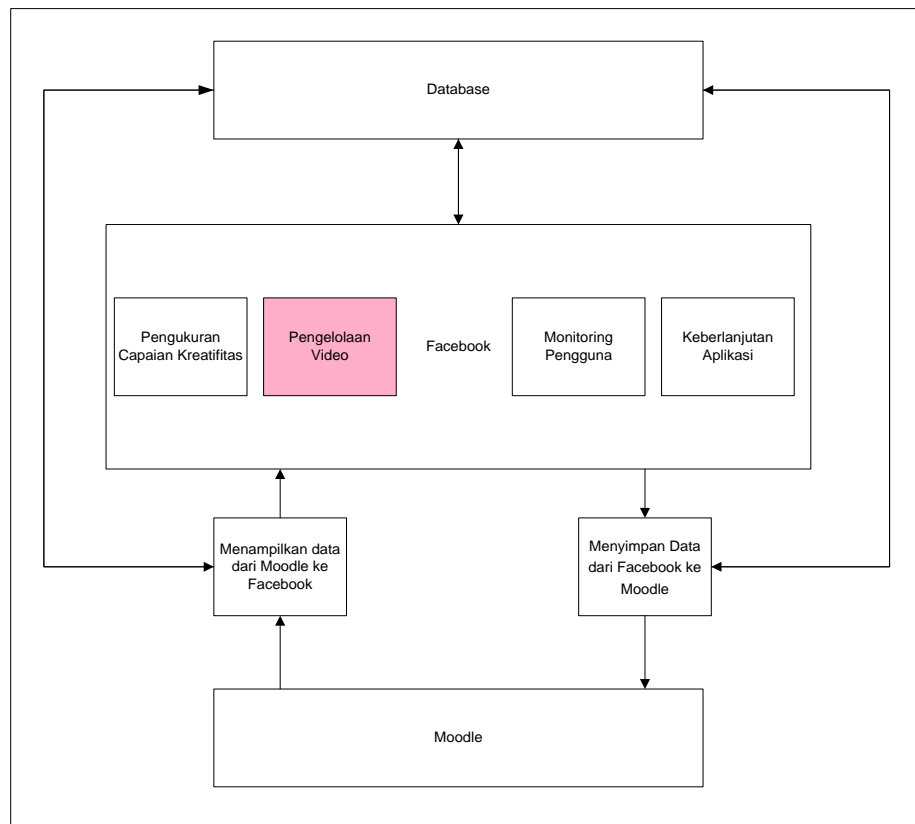 Database
Pengukuran
Capaian Kreatifitas
Pengelolaan
Video
Facebook
Monitoring
Pengguna
Keberlanjutan
Aplikasi
Menampilkan data
dari Moodle ke
Facebook
Menyimpan Data
dari Facebook ke
Moodle
Moodle